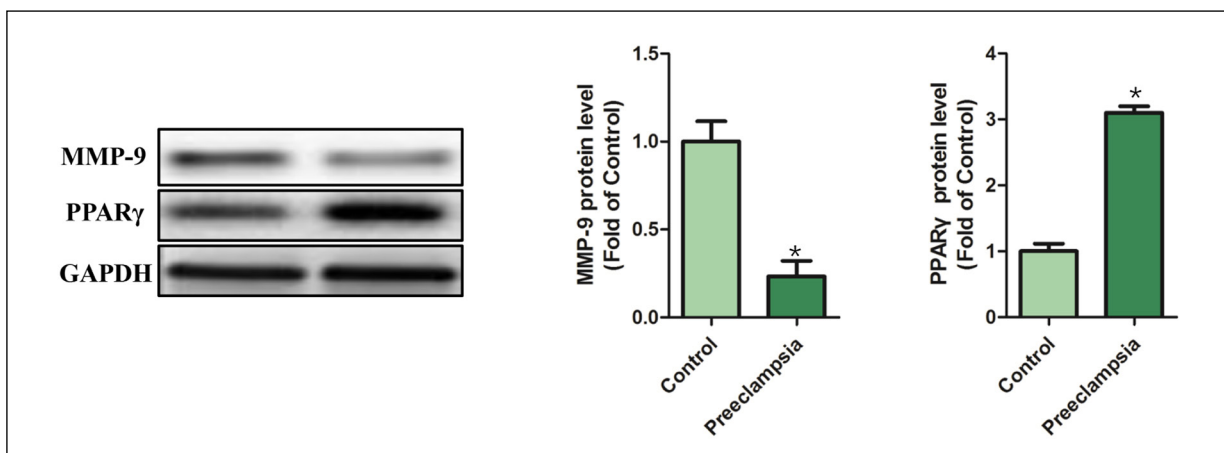 MMP-9
PPARγ
GAPDH
MMP-9 protein level
(Fold of Control)
1.5
1.0
0.5
0.0
*
Control
Preeclampsia
PPARγ protein level
(Fold of Control)
4
3
2
1
0
*
Control
Preeclampsia